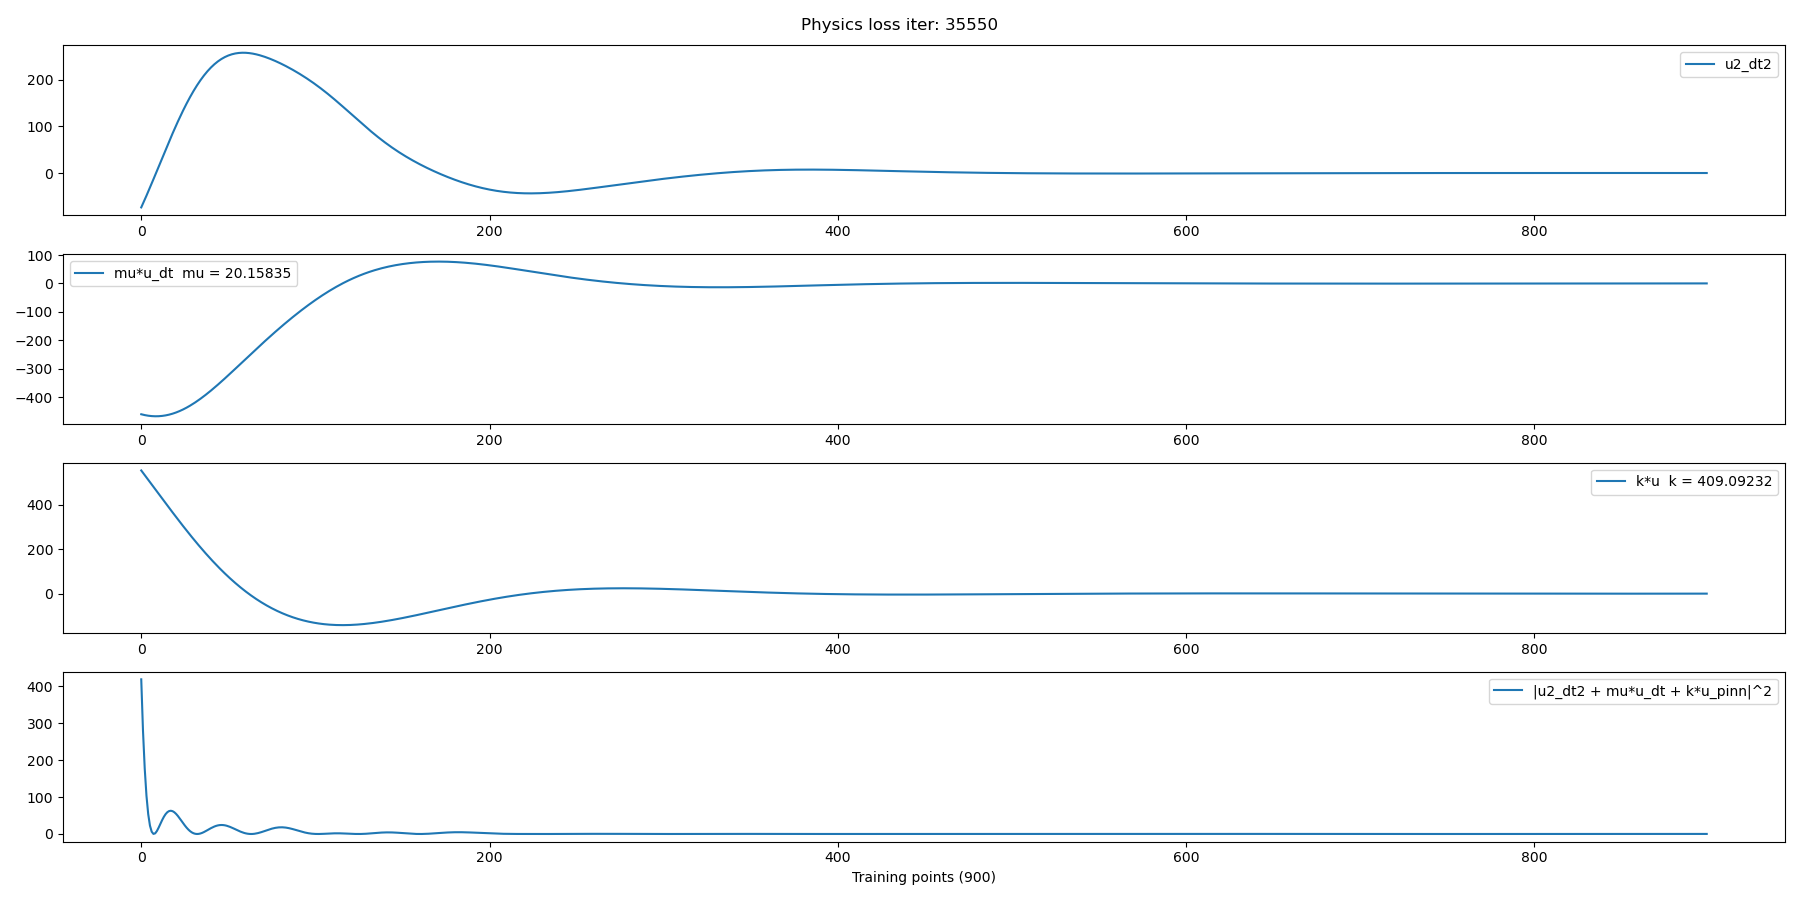 Physics loss iter: 35550
u2_dt2
200
100
0
0 200 400 600 800
mu*u_dt  mu = 20.15835
100
0
−100
−200
−300
−400
0 200 400 600 800
k*u  k = 409.09232
400
200
0
0 200 400 600 800
|u2_dt2 + mu*u_dt + k*u_pinn|^2
400
300
200
100
0
0 200 400 600 800
Training points (900)